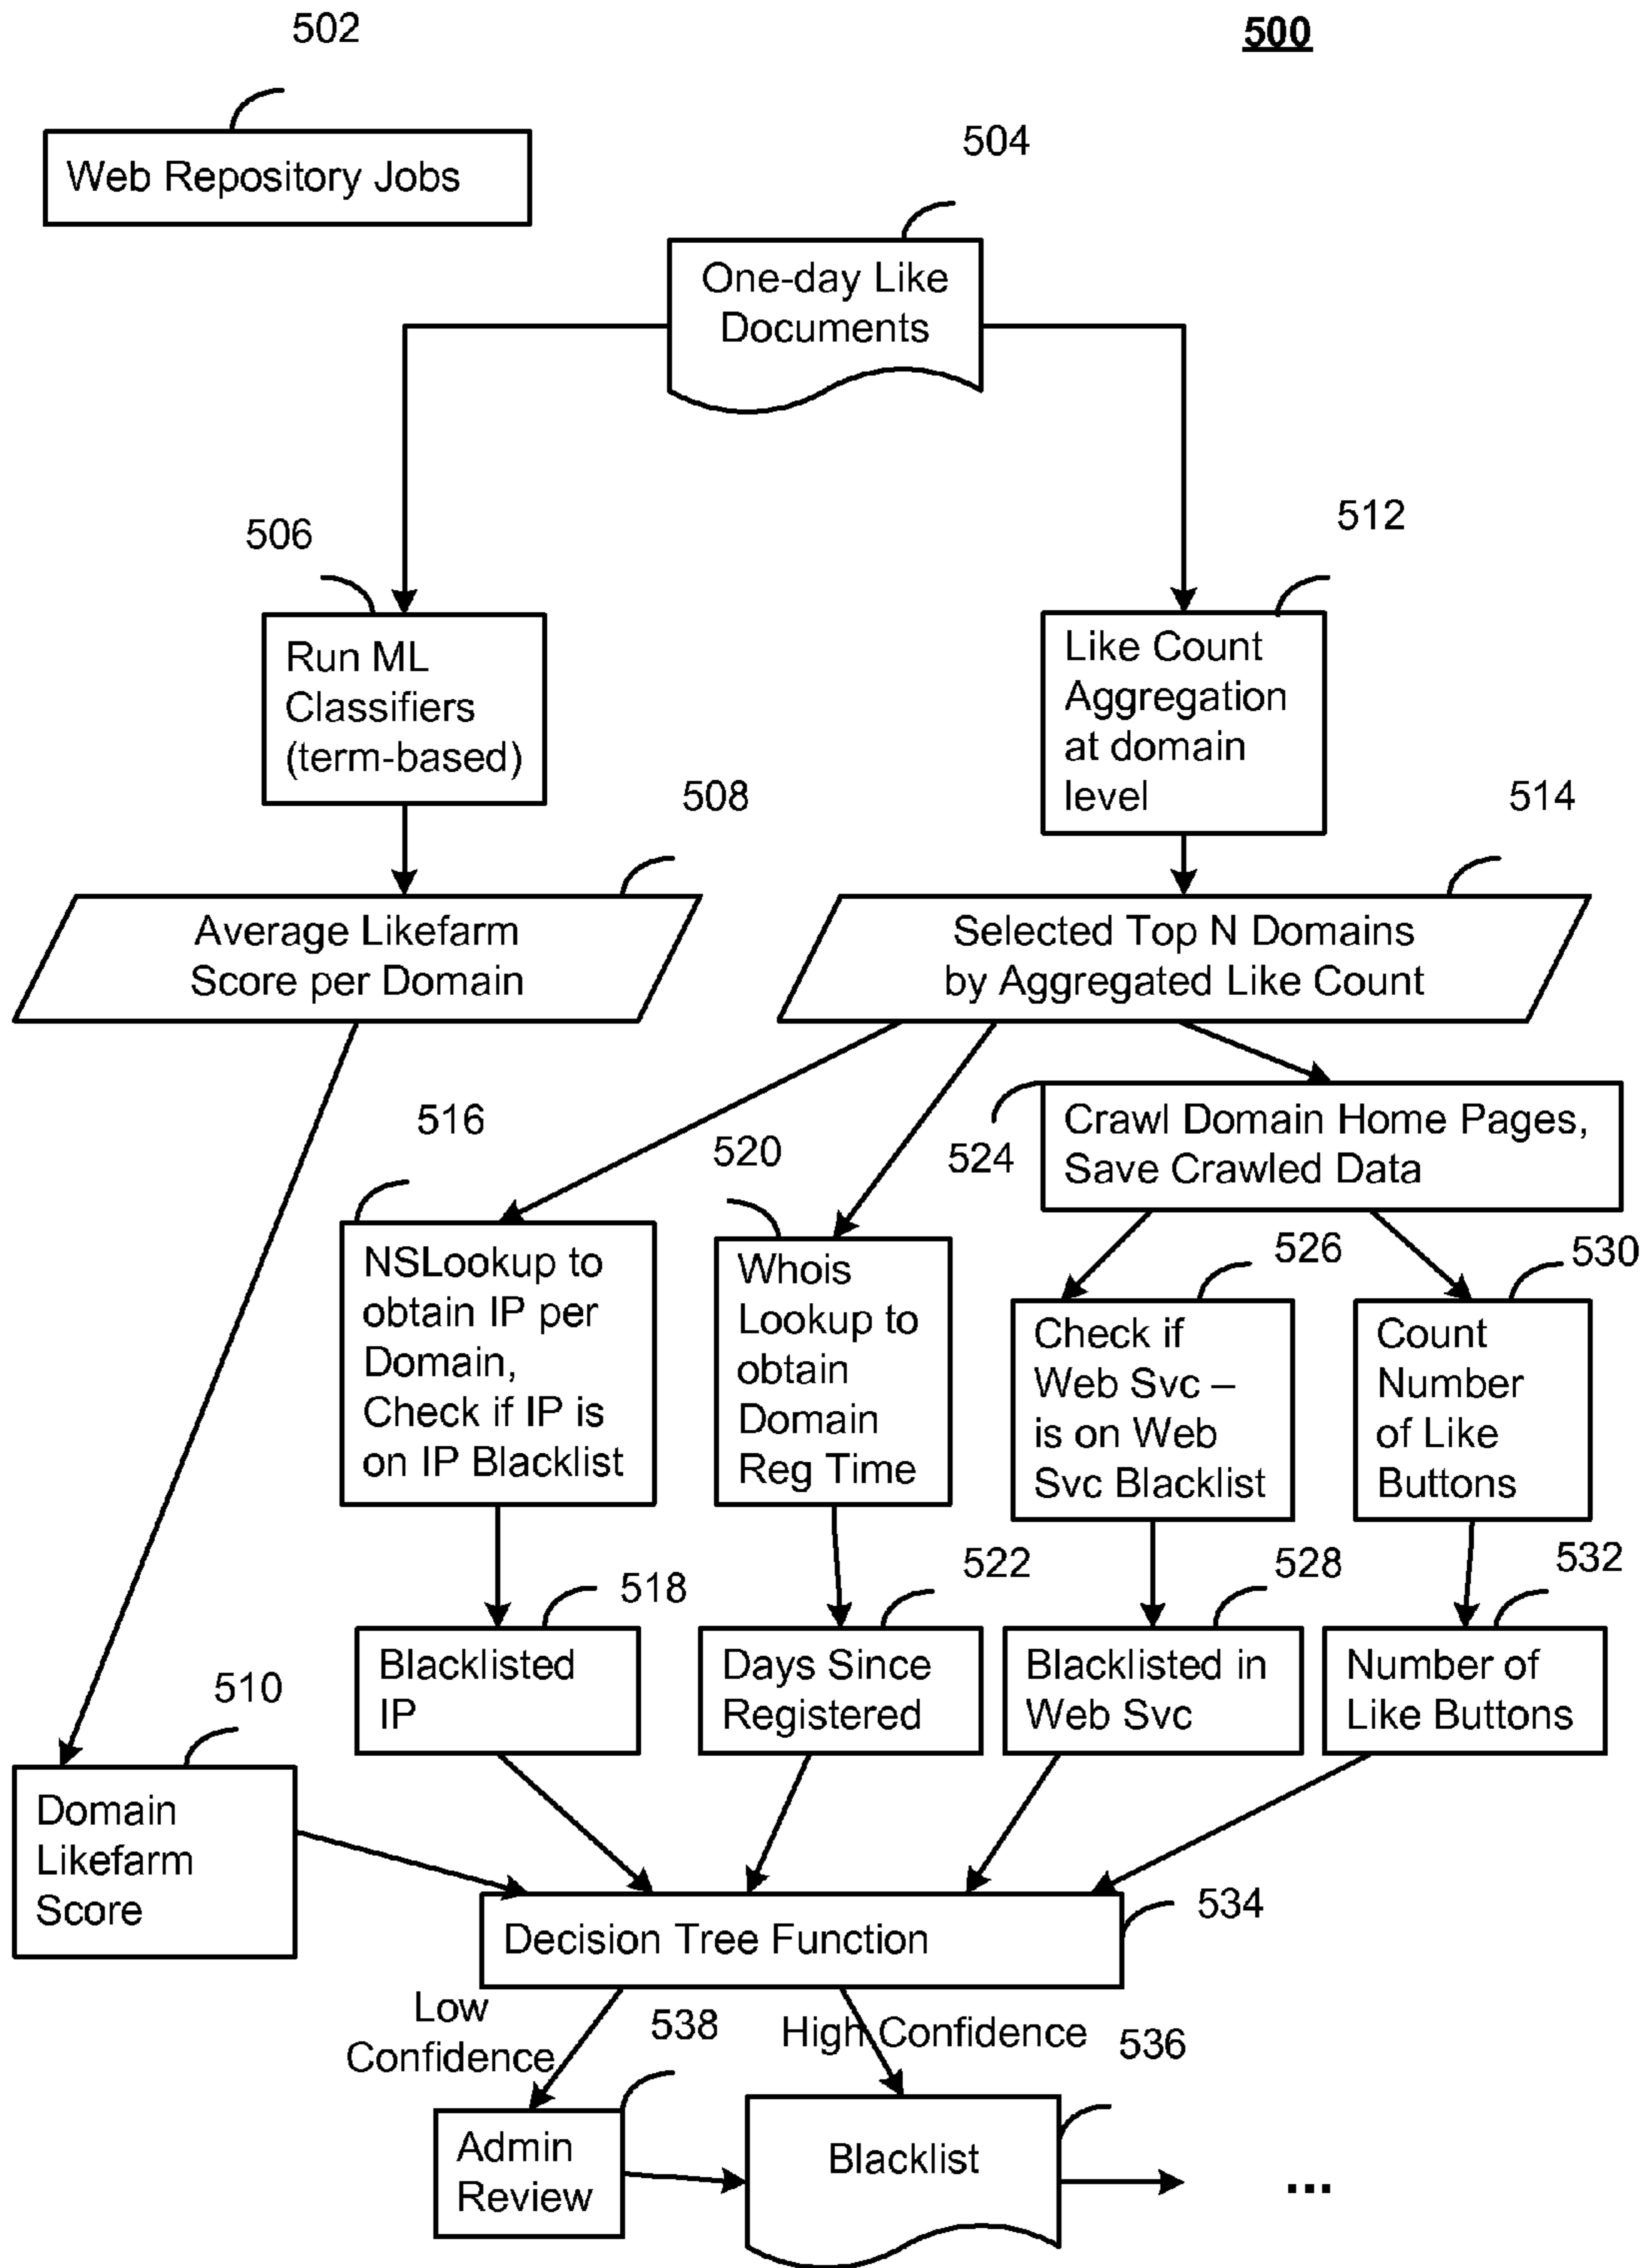 502
500
Web Repository Jobs
504
One-day Like
Documents
506
512
Run ML
Classifiers
(term-based)
Like Count
Aggregation
at domain
level
508
514
Average Likefarm
Score per Domain
Selected Top N Domains
by Aggregated Like Count
516
520
524
Crawl Domain Home Pages,
Save Crawled Data
NSLookup to
obtain IP per
Domain,
Check if IP is
on IP Blacklist
Whois
Lookup to
obtain
Domain
Reg Time
526
530
Check if
Web Svc –
is on Web
Svc Blacklist
Count
Number
of Like
Buttons
518
522
528
532
Blacklisted
IP
Days Since
Registered
Blacklisted in
Web Svc
Number of
Like Buttons
510
Domain
Likefarm
Score
534
Decision Tree Function
Low
Confidence
538
High Confidence
536
Admin
Review
Blacklist
...